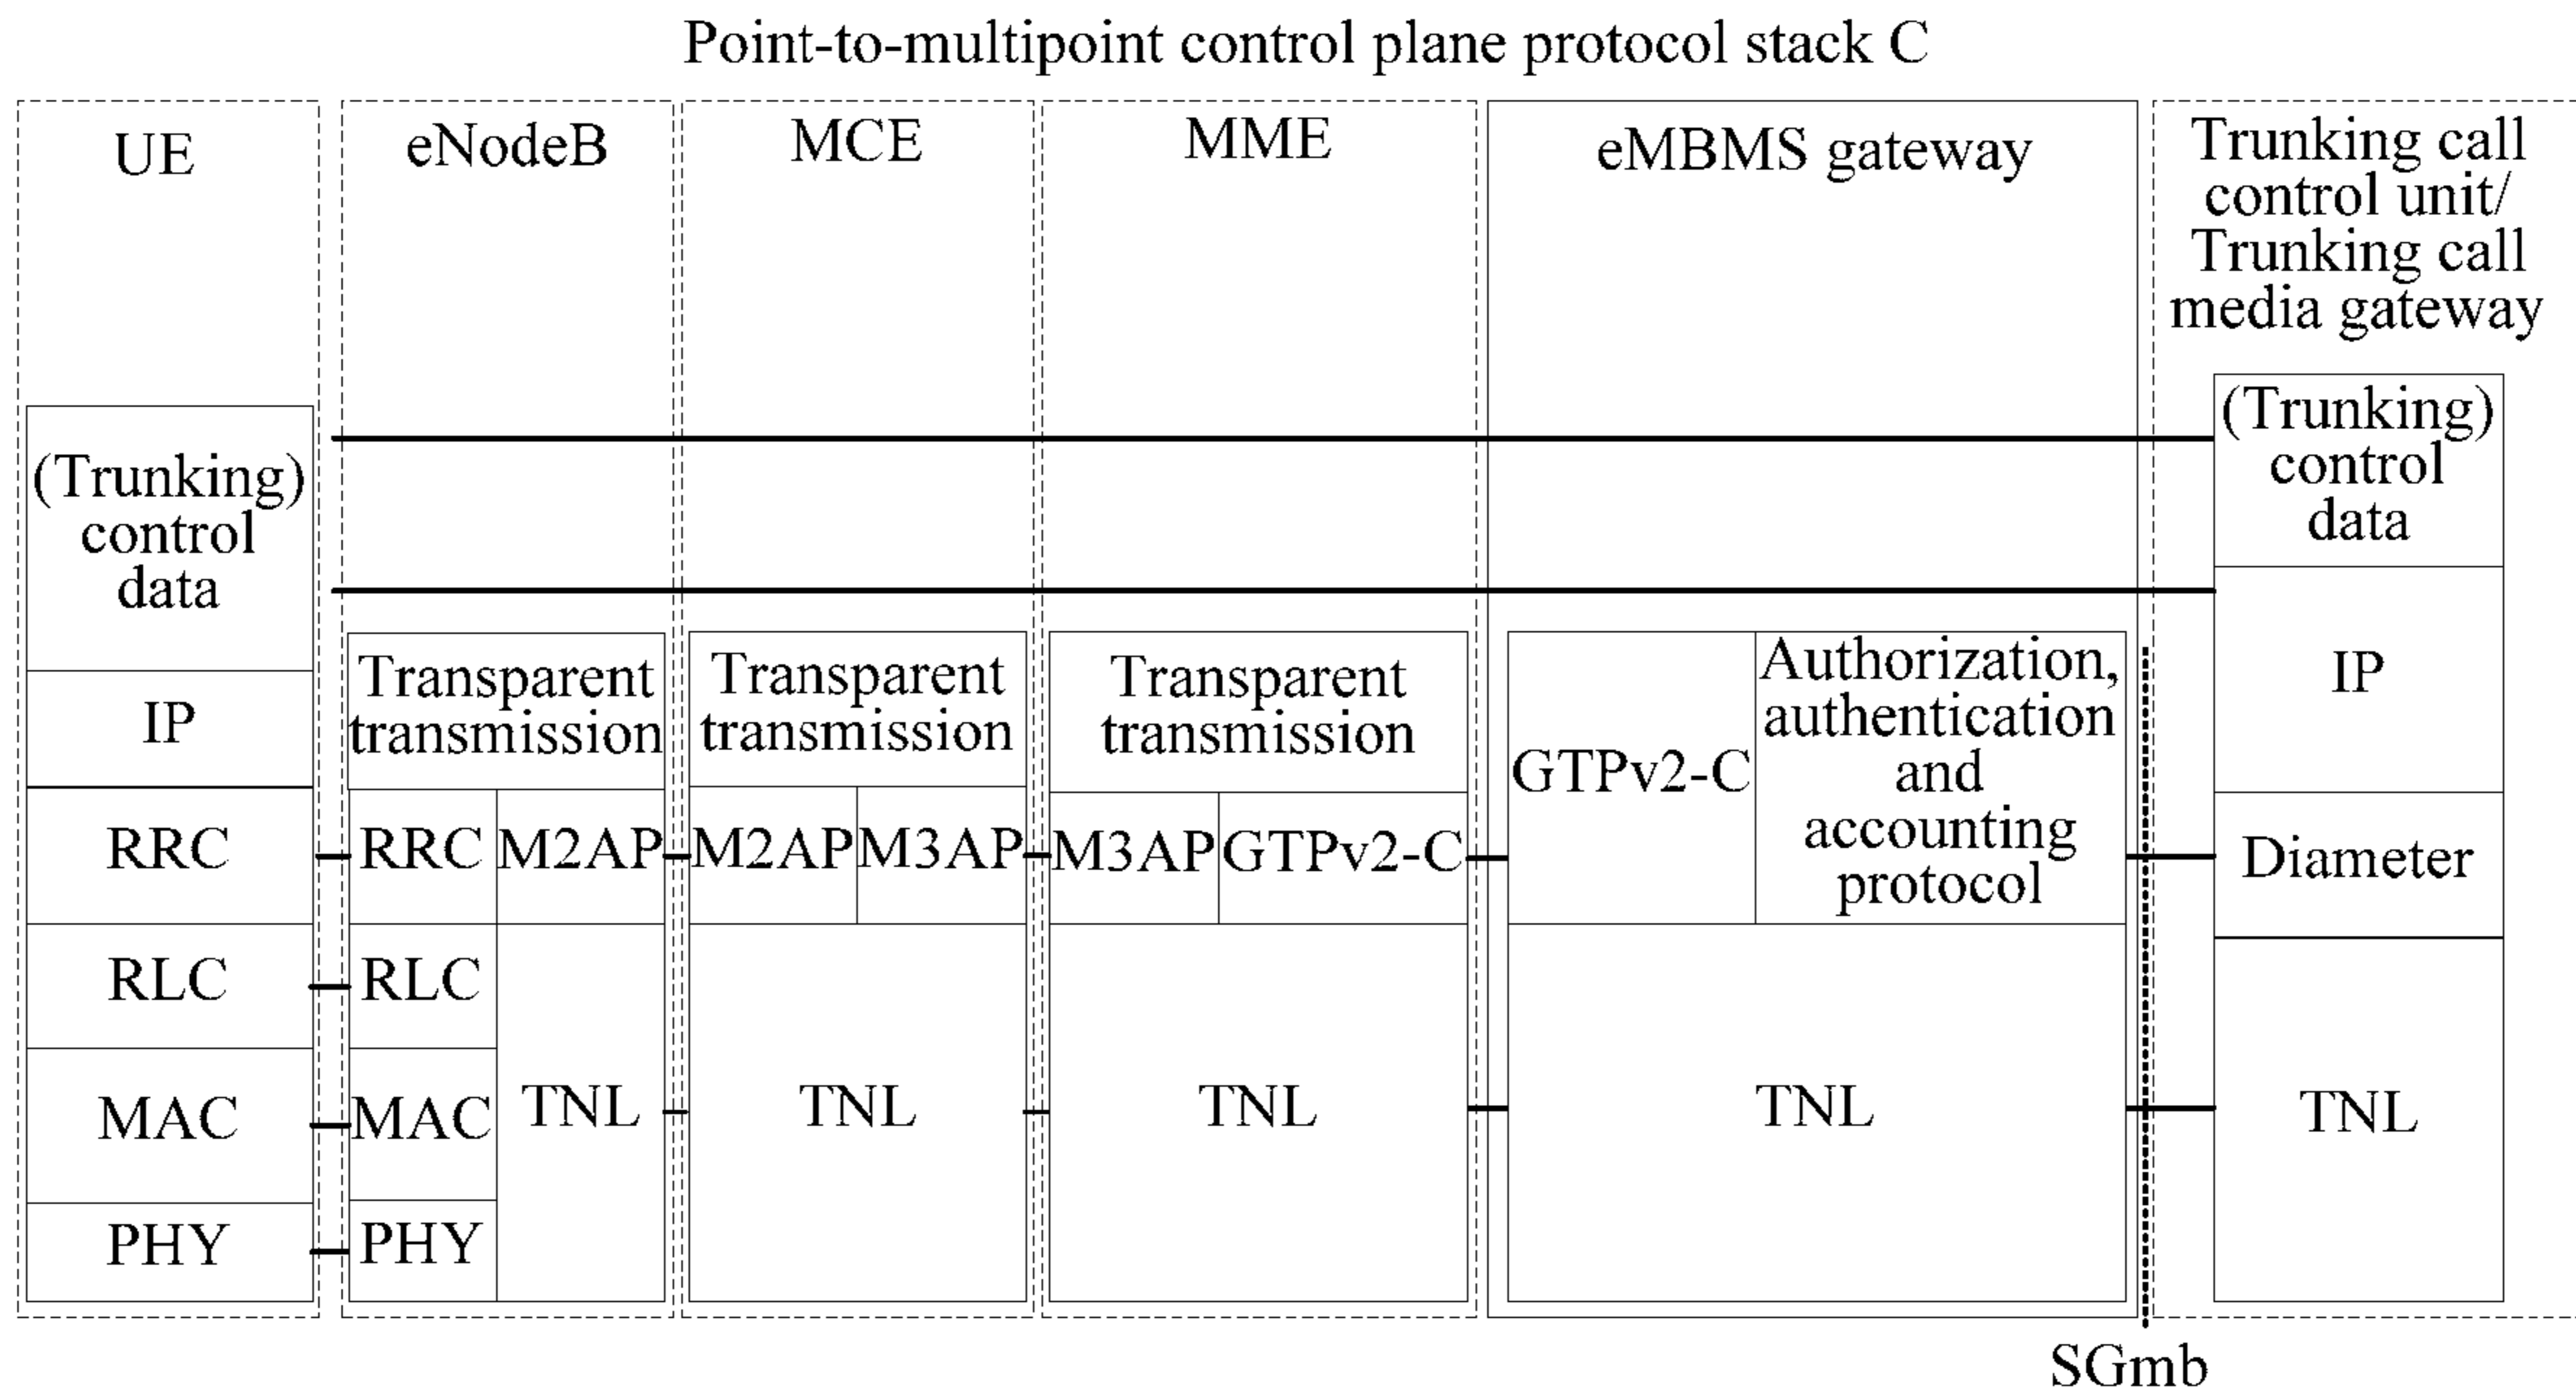 Point-to-multipoint control plane protocol stack C
UE
eNodeB
MCE
MME
eMBMS gateway
Trunking call
control unit/
Trunking call
media gateway
(Trunking)
control
data
IP
RRC
RLC
MAC
PHY
Transparent
transmission
RRC
M2AP
RLC
MAC
PHY
TNL
Transparent
transmission
M2AP
M3AP
TNL
Transparent
transmission
M3AP
GTPv2-C
TNL
GTPv2-C
Authorization,
authentication
and
accounting
protocol
TNL
(Trunking)
control
data
IP
Diameter
TNL
SGmb